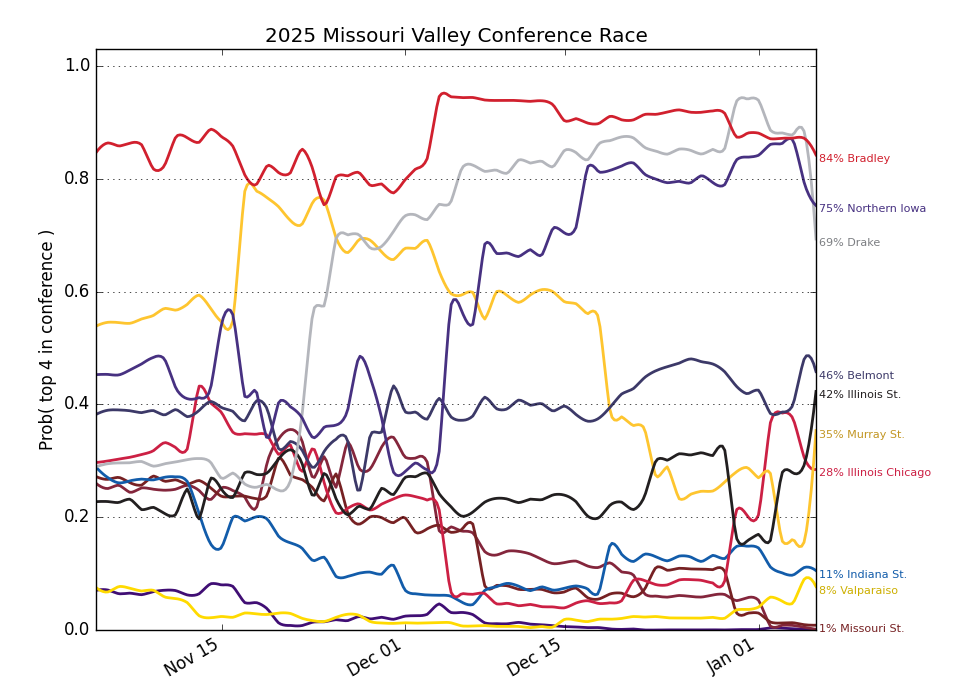 2025 Missouri Valley Conference Race
Prob( top 4 in conference )
1.0
0.8
0.6
0.4
0.2
0.0
Nov 15
Dec 01
Dec 15
Jan 01
84% Bradley
75% Northern Iowa
69% Drake
46% Belmont
42% Illinois St.
35% Murray St.
28% Illinois Chicago
11% Indiana St.
8% Valparaiso
1% Missouri St.